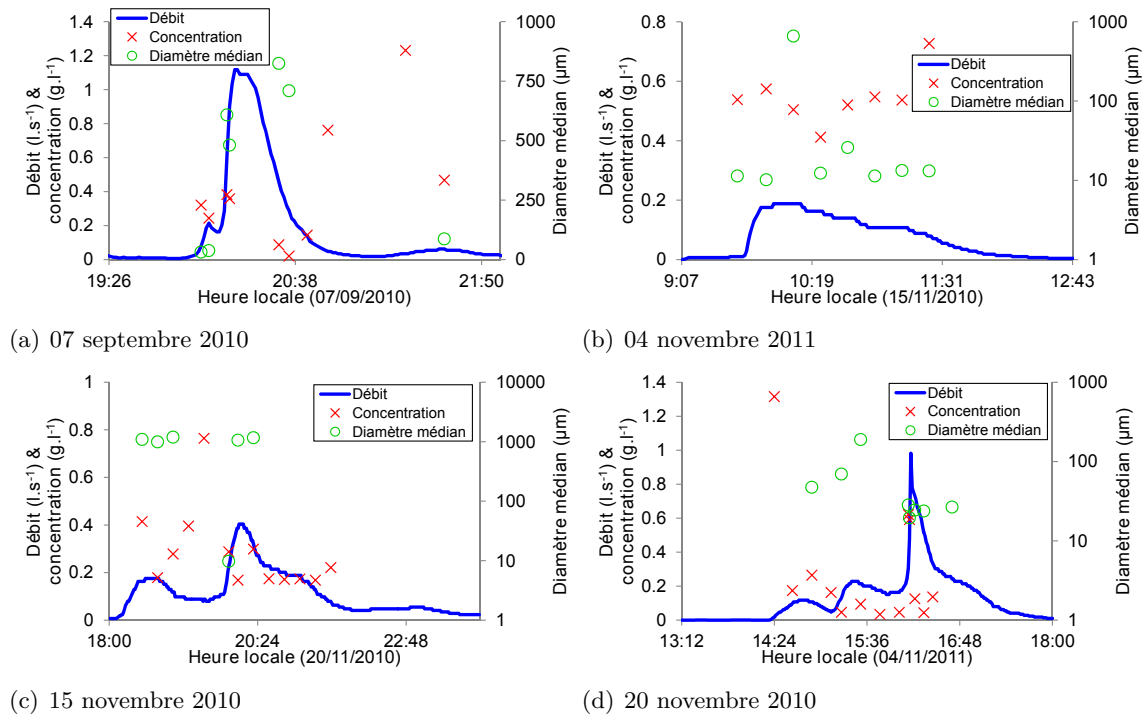 Débit (l.s⁻¹) &
concentration (g.l⁻¹)
1.4
1.2
1
0.8
0.6
0.4
0.2
0
Débit
Concentration
Diamètre médian
1000
750
500
250
0
Diamètre médian (µm)
19:26 20:38 21:50
Heure locale (07/09/2010)
(a) 07 septembre 2010
Débit (l.s⁻¹) &
concentration (g.l⁻¹)
0.8
0.6
0.4
0.2
0
Débit
Concentration
Diamètre médian
1000
100
10
1
Diamètre médian (µm)
9:07 10:19 11:31 12:43
Heure locale (15/11/2010)
(b) 04 novembre 2011
Débit (l.s⁻¹) &
concentration (g.l⁻¹)
1
0.8
0.6
0.4
0.2
0
Débit
Concentration
Diamètre médian
10000
1000
100
10
1
Diamètre médian (µm)
18:00 20:24 22:48
Heure locale (20/11/2010)
(c) 15 novembre 2010
Débit (l.s⁻¹) &
concentration (g.l⁻¹)
1.4
1.2
1
0.8
0.6
0.4
0.2
0
Débit
Concentration
Diamètre médian
1000
100
10
1
Diamètre médian (µm)
13:12 14:24 15:36 16:48 18:00
Heure locale (04/11/2011)
(d) 20 novembre 2010